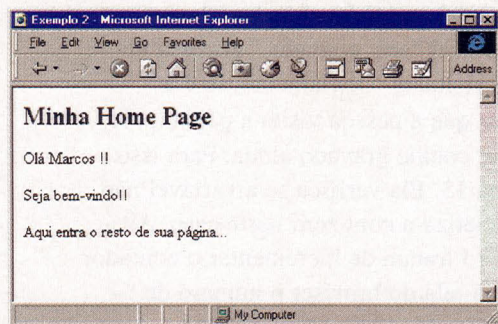 Exemplo 2 - Microsoft Internet Explorer
File Edit View Go Favorites Help
Address
Minha Home Page
Olá Marcos !!
Seja bem-vindo!!
Aqui entra o resto de sua página...
My Computer